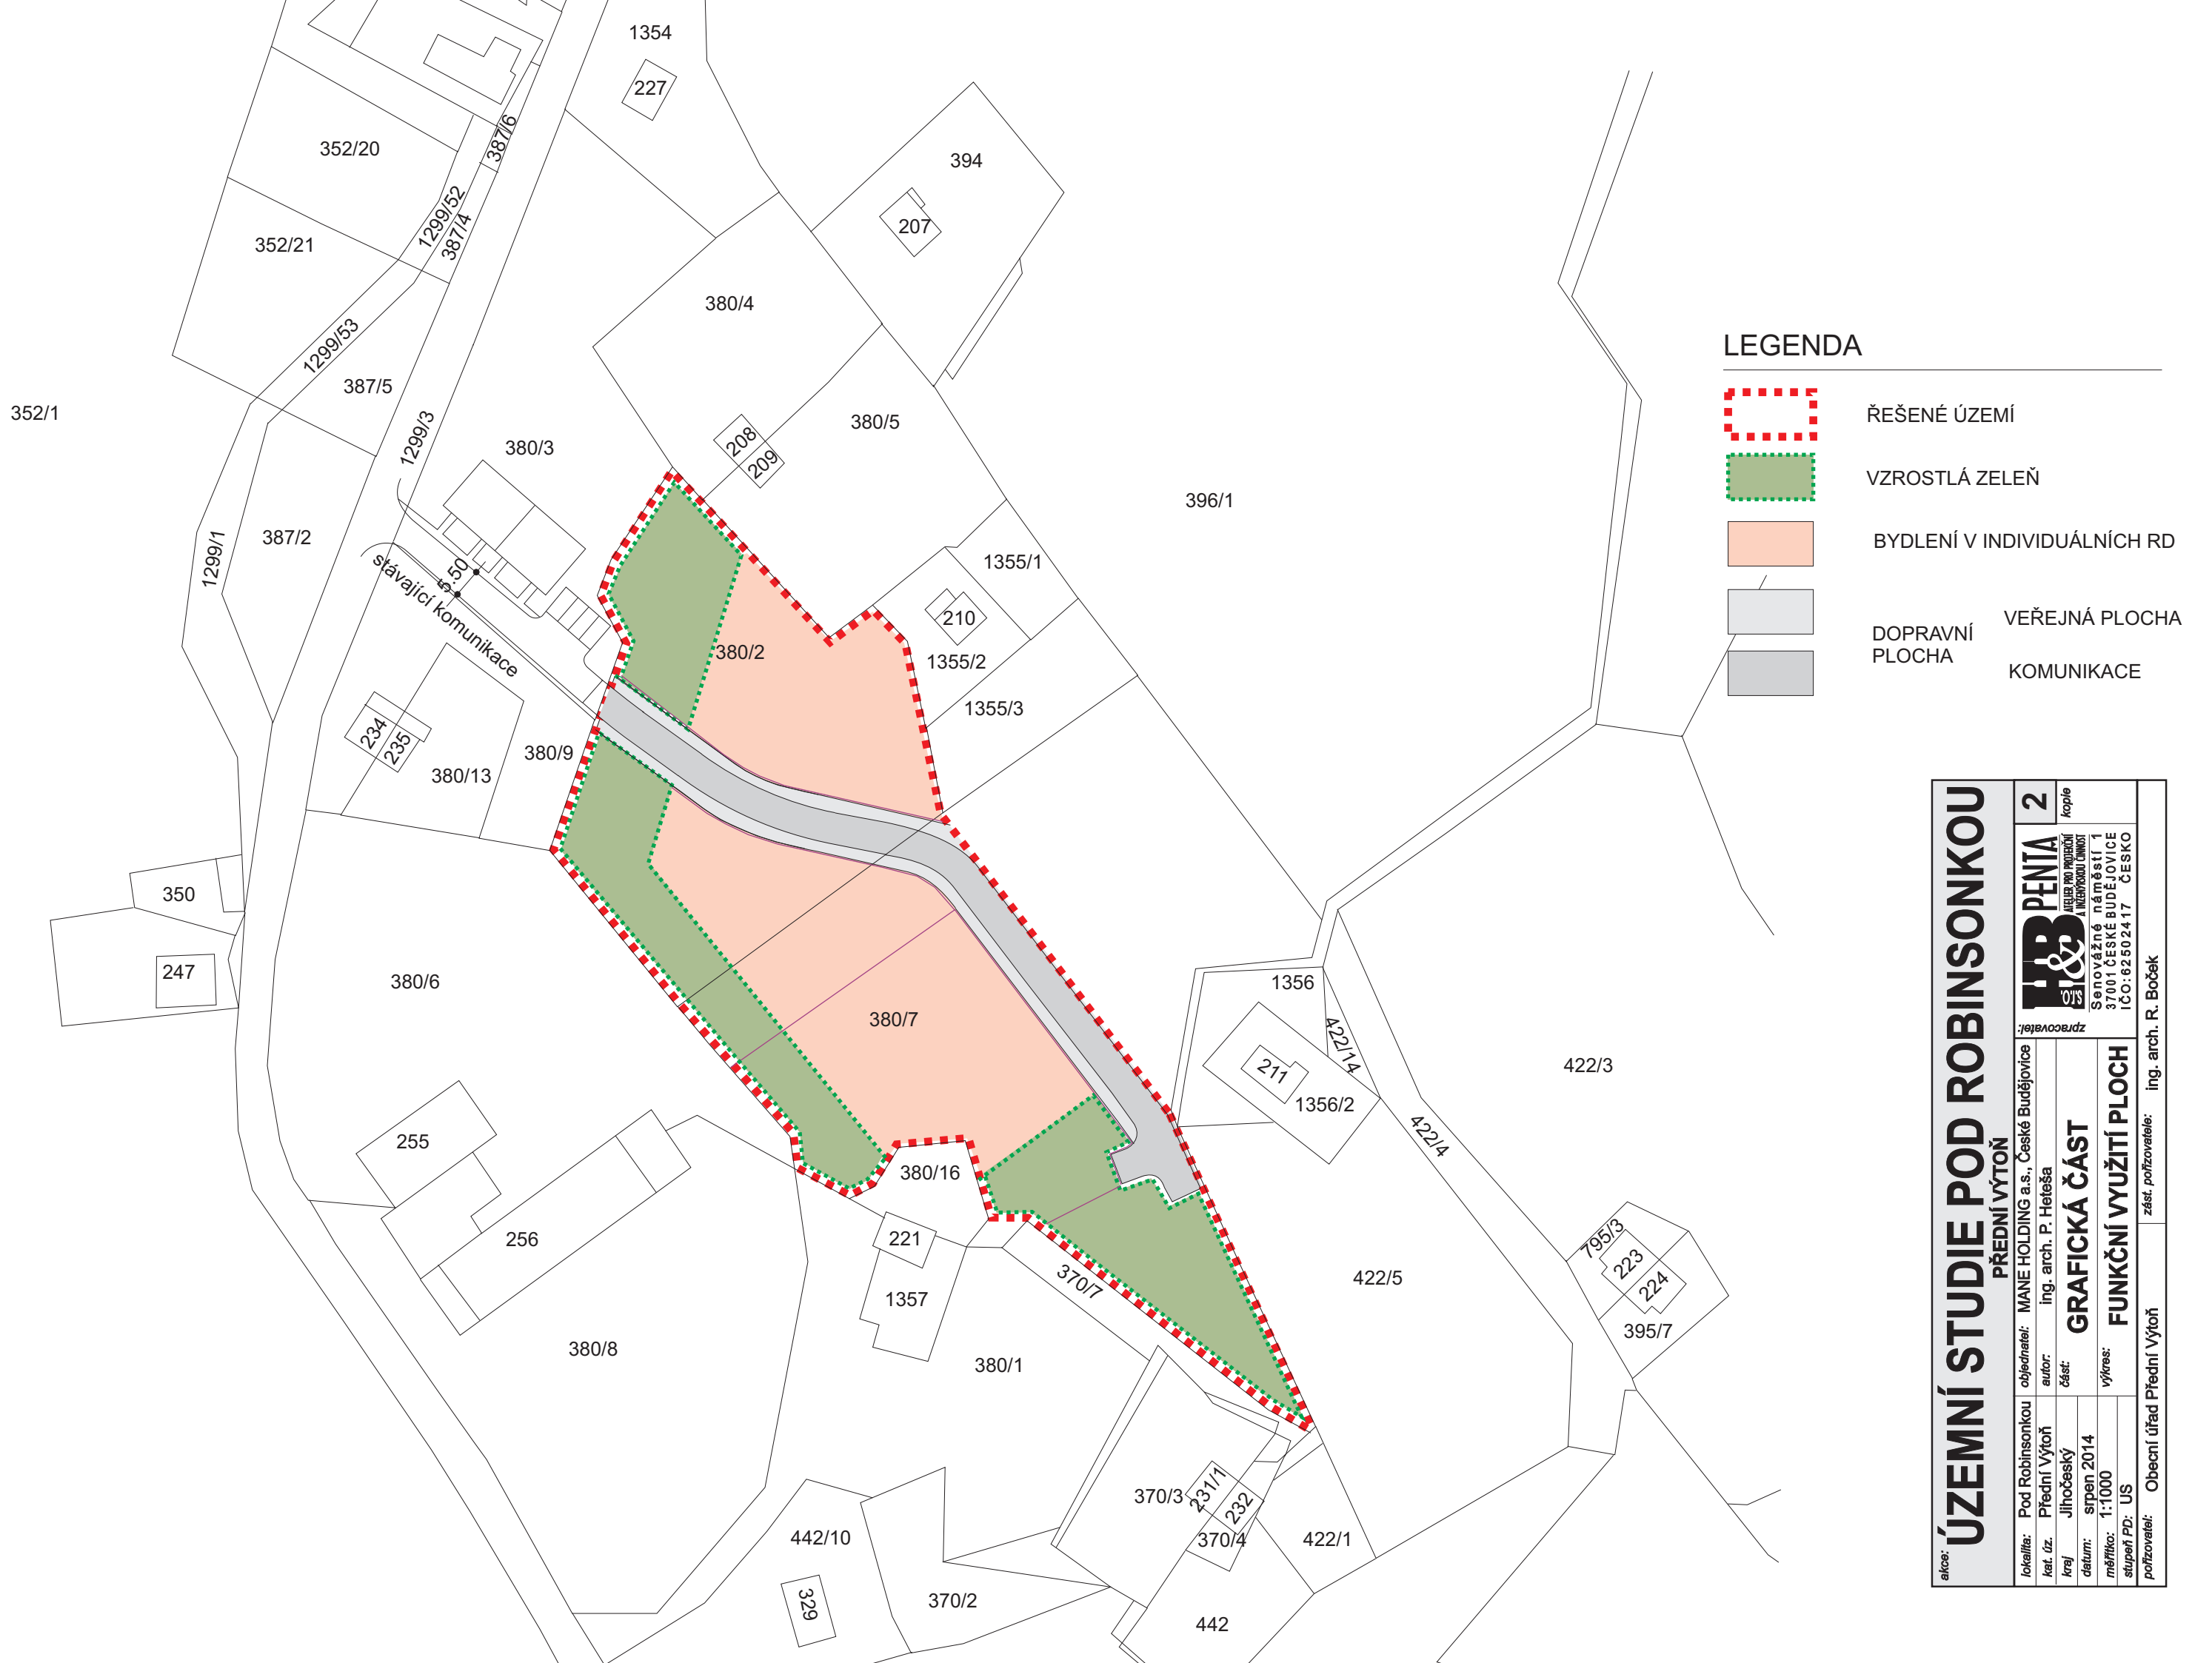 1354
227
394
352/20
387/6
207
1299/52
387/4
352/21
380/4
1299/53
387/5
352/1
1299/3
380/3
380/5
208
209
396/1
1299/1
387/2
5.50
stávající komunikace
1355/1
210
380/2
1355/2
1355/3
234
235
380/9
380/13
350
247
380/6
380/7
1356
422/14
211
1356/2
422/3
422/4
255
256
380/16
221
1357
370/7
422/5
795/3
223
224
395/7
380/8
380/1
370/3
231/1
232
370/4
422/1
442/10
329
370/2
442
LEGENDA
ŘEŠENÉ ÚZEMÍ
VZROSTLÁ ZELEŇ
BYDLENÍ V INDIVIDUÁLNÍCH RD
DOPRAVNÍ
PLOCHA
VEŘEJNÁ PLOCHA
KOMUNIKACE
akce:
ÚZEMNÍ STUDIE POD ROBINSONKOU
PŘEDNÍ VÝTOŇ
lokalita: Pod Robinsonkou
kat. úz. Přední Výtoň
kraj Jihočeský
datum: srpen 2014
měřítko: 1:1000
stupeň PD: US
objednatel: MANE HOLDING a.s., České Budějovice
autor: ing. arch. P. Heteša
část:
GRAFICKÁ ČÁST
výkres:
FUNKČNÍ VYUŽITÍ PLOCH
zpracovatel:
H&B
s.r.o.
PENTA
ATELIER PRO PROJEKČNÍ
A INŽENÝRSKOU ČINNOST
Senovážné náměstí 1
37001 ČESKÉ BUDĚJOVICE
IČO: 62502417 ČESKO
2
kopie
pořizovatel: Obecní úřad Přední Výtoň
zást. pořizovatele: ing. arch. R. Boček